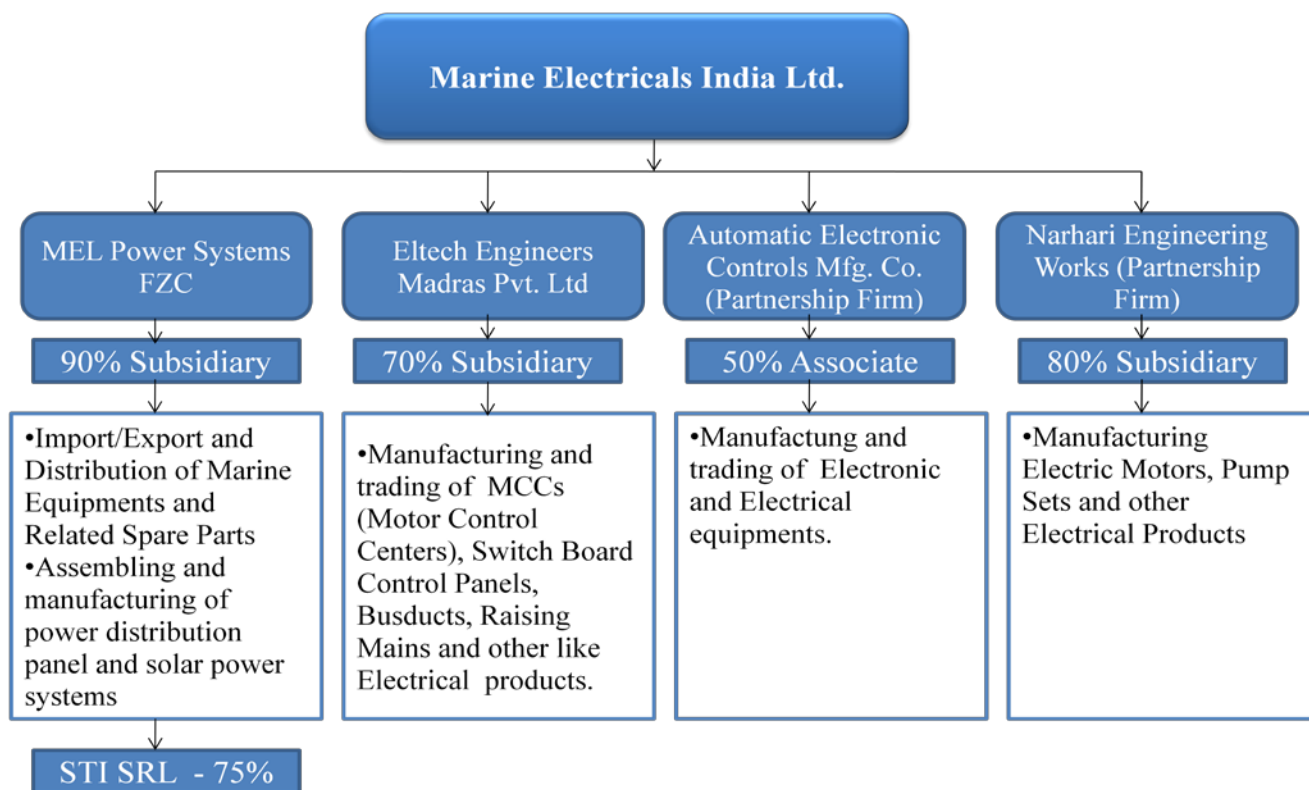 Marine Electricals India Ltd.
MEL Power Systems
FZC
Eltech Engineers
Madras Pvt. Ltd
Automatic Electronic
Controls Mfg. Co.
(Partnership Firm)
Narhari Engineering
Works (Partnership
Firm)
90% Subsidiary
70% Subsidiary
50% Associate
80% Subsidiary
•Import/Export and
Distribution of Marine
Equipments and
Related Spare Parts
•Assembling and
manufacturing of
power distribution
panel and solar power
systems
•Manufacturing and
trading of MCCs
(Motor Control
Centers), Switch Board
Control Panels,
Busducts, Raising
Mains and other like
Electrical products.
•Manufactung and
trading of Electronic
and Electrical
equipments.
•Manufacturing
Electric Motors, Pump
Sets and other
Electrical Products
STI SRL - 75%